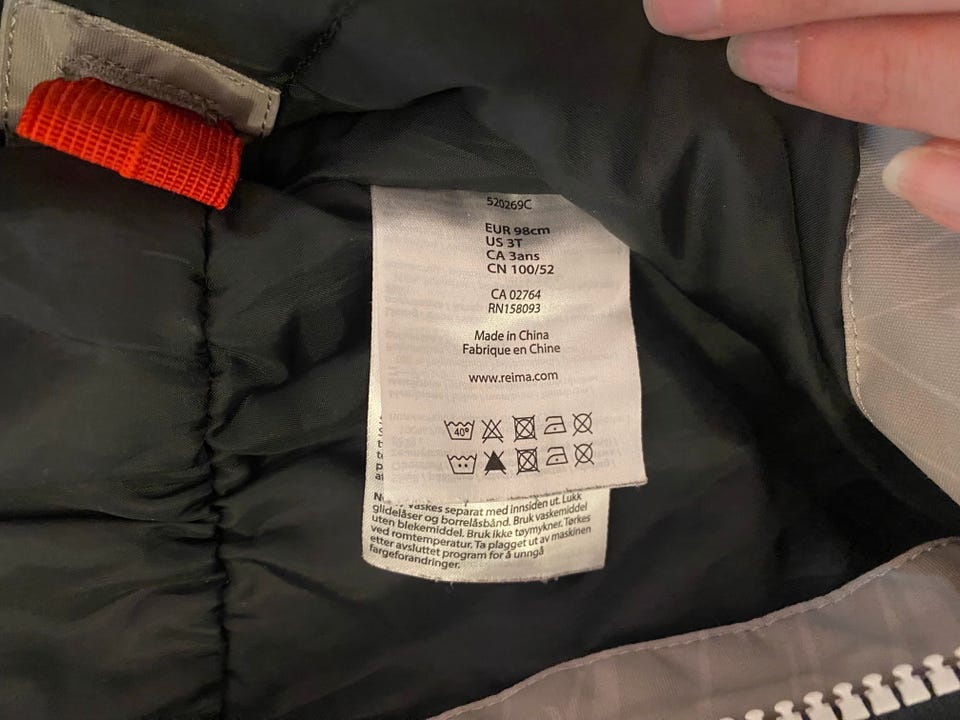 520269C
EUR 98cm
US 3T
CA 3ans
CN 100/52
CA 02764
RN158093
Made in China
Fabrique en Chine
www.reima.com
40°
vaskes separat med innsiden ut. Lukk
glidelåser og borrelåsbånd. Bruk vaskemiddel
uten blekemiddel. Bruk ikke tøymykner. Tørkes
ved romtemperatur. Ta plagget ut av maskinen
etter avsluttet program for å unngå
fargeforandringer.